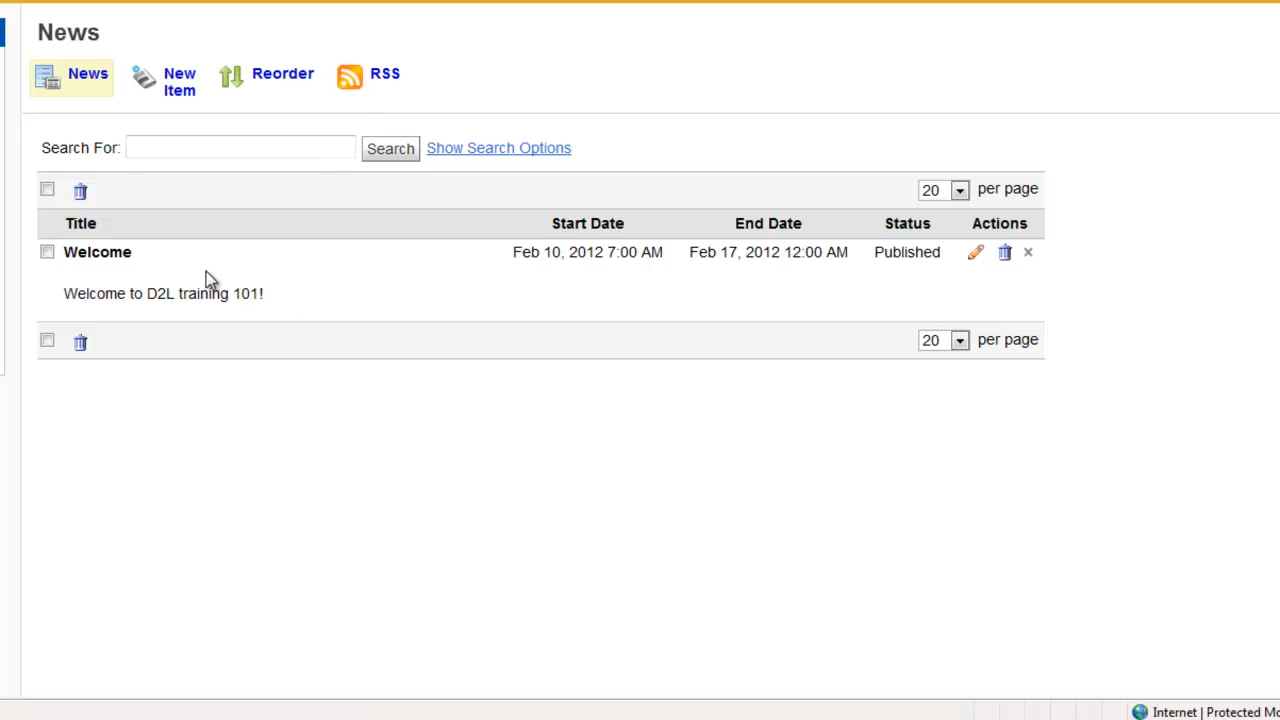 News
News
New
Item
Reorder
RSS
Search For:
Search
Show Search Options
20
per page
Title
Start Date
End Date
Status
Actions
Welcome
Feb 10, 2012 7:00 AM
Feb 17, 2012 12:00 AM
Published
Welcome to D2L training 101!
20
per page
Internet | Protected